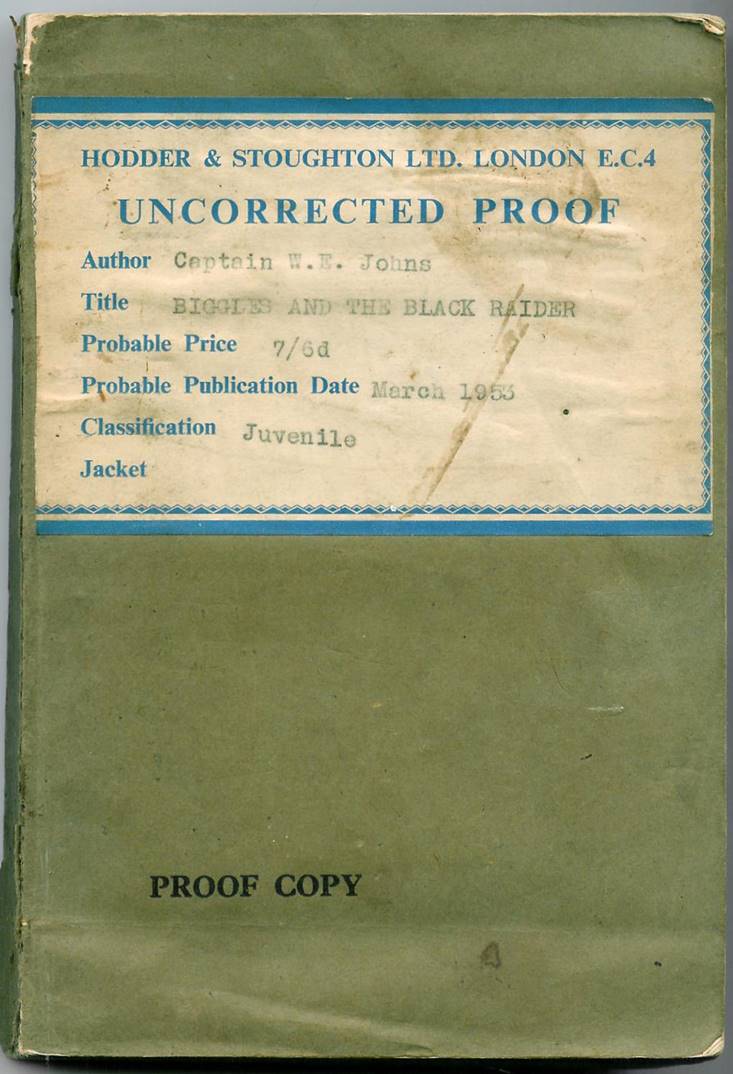 HODDER & STOUGHTON LTD. LONDON E.C.4
UNCORRECTED PROOF
Author Captain W.E. Johns
Title BIGGLES AND THE BLACK RAIDER
Probable Price 7/6d
Probable Publication Date March 1953
Classification Juvenile
Jacket
PROOF COPY